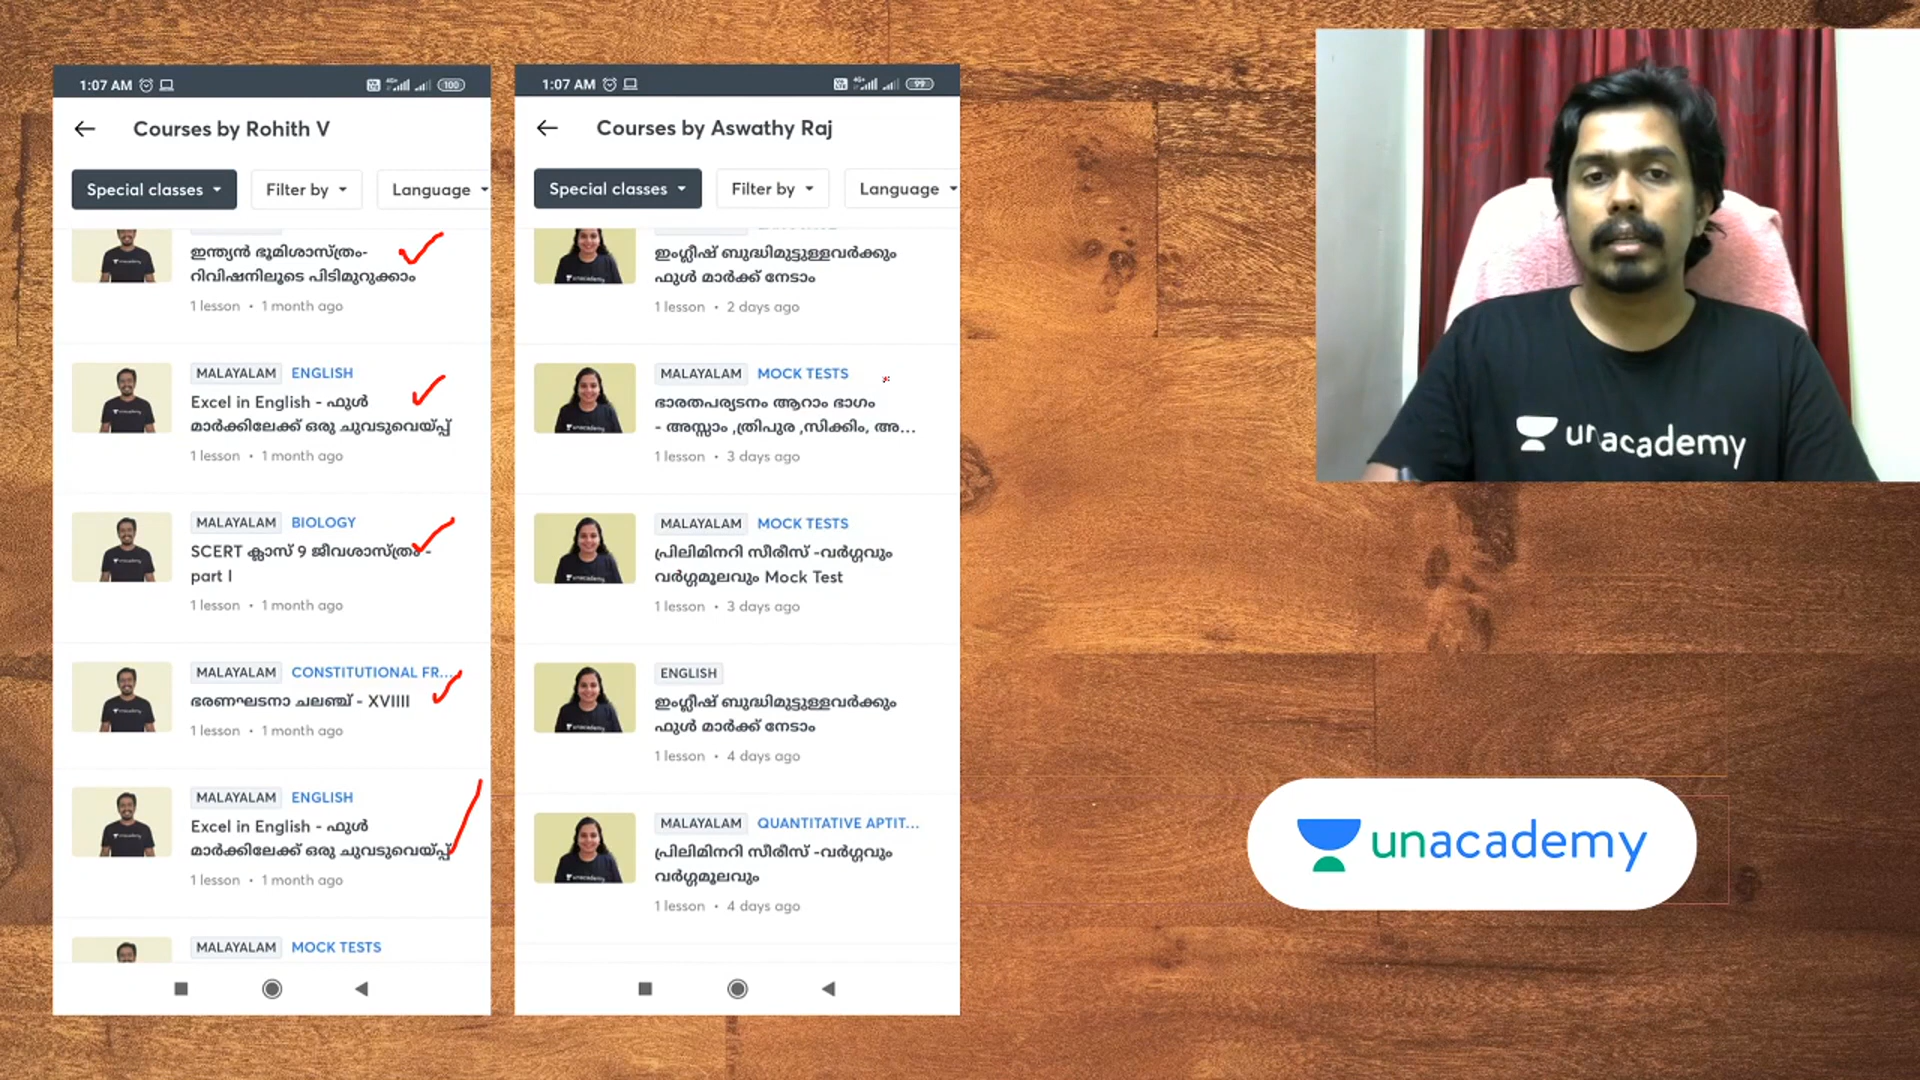 1:07 AM
100
Courses by Rohith V
Special classes
Filter by
Language
ഇന്ത്യൻ ഭൂമിശാസ്ത്രം-
റിവിഷനിലൂടെ പിടിമുറുക്കാം
1 lesson • 1 month ago
MALAYALAM ENGLISH
Excel in English - ഫുൾ
മാർക്കിലേക്ക് ഒരു ചുവടുവെയ്പ്പ്
1 lesson • 1 month ago
MALAYALAM BIOLOGY
SCERT ക്ലാസ് 9 ജീവശാസ്ത്രം -
part I
1 lesson • 1 month ago
MALAYALAM CONSTITUTIONAL FR...
ഭരണഘടനാ ചലഞ്ച് - XVIIII
1 lesson • 1 month ago
MALAYALAM ENGLISH
Excel in English - ഫുൾ
മാർക്കിലേക്ക് ഒരു ചുവടുവെയ്പ്പ്
1 lesson • 1 month ago
MALAYALAM MOCK TESTS
1:07 AM
99
Courses by Aswathy Raj
Special classes
Filter by
Language
ഇംഗ്ലീഷ് ബുദ്ധിമുട്ടുള്ളവർക്കും
ഫുൾ മാർക്ക് നേടാം
1 lesson • 2 days ago
MALAYALAM MOCK TESTS
ഭാരതപര്യടനം ആറാം ഭാഗം
- അസ്സാം ,ത്രിപുര ,സിക്കിം, അ...
1 lesson • 3 days ago
MALAYALAM MOCK TESTS
പ്രിലിമിനറി സീരീസ് -വർഗ്ഗവും
വർഗ്ഗമൂലവും Mock Test
1 lesson • 3 days ago
ENGLISH
ഇംഗ്ലീഷ് ബുദ്ധിമുട്ടുള്ളവർക്കും
ഫുൾ മാർക്ക് നേടാം
1 lesson • 4 days ago
MALAYALAM QUANTITATIVE APTIT...
പ്രിലിമിനറി സീരീസ് -വർഗ്ഗവും
വർഗ്ഗമൂലവും
1 lesson • 4 days ago
unacademy
unacademy